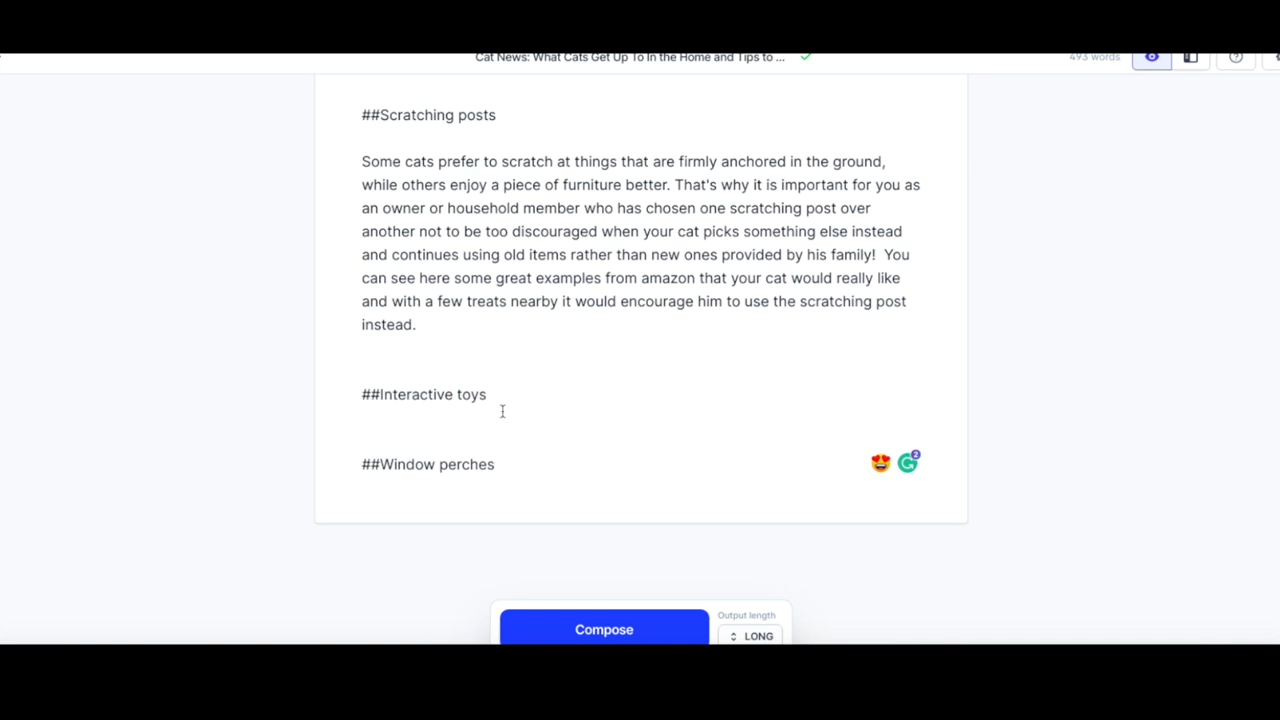 Cat News: What Cats Get Up To In the Home and Tips to ...
493 words
##Scratching posts
Some cats prefer to scratch at things that are firmly anchored in the ground,
while others enjoy a piece of furniture better. That's why it is important for you as
an owner or household member who has chosen one scratching post over
another not to be too discouraged when your cat picks something else instead
and continues using old items rather than new ones provided by his family!  You
can see here some great examples from amazon that your cat would really like
and with a few treats nearby it would encourage him to use the scratching post
instead.
##Interactive toys
##Window perches
2
Compose
Output length
LONG